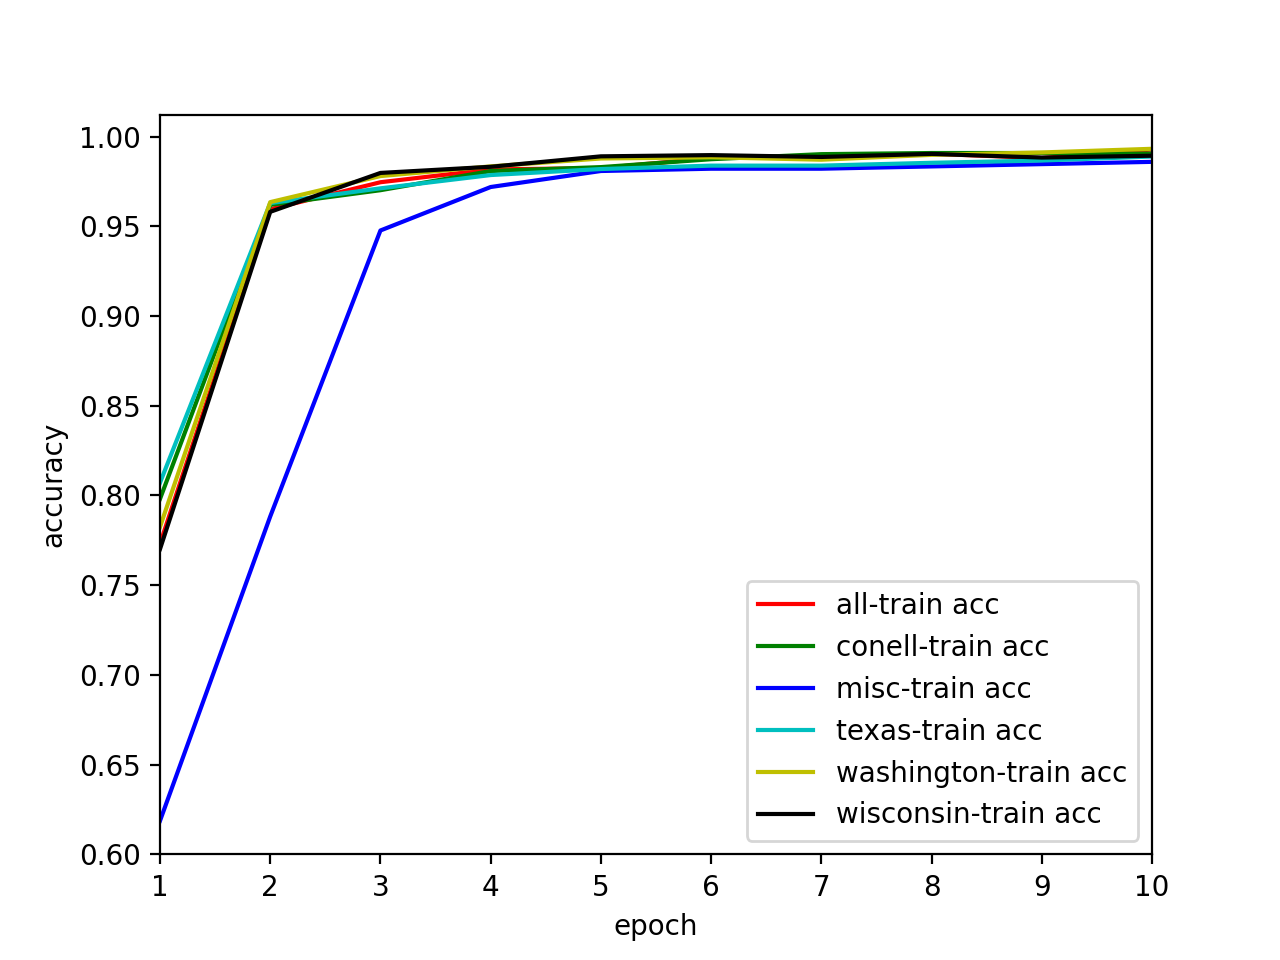 1.00
0.95
0.90
0.85
0.80
0.75
0.70
0.65
0.60
accuracy
1 2 3 4 5 6 7 8 9 10
epoch
all-train acc
conell-train acc
misc-train acc
texas-train acc
washington-train acc
wisconsin-train acc